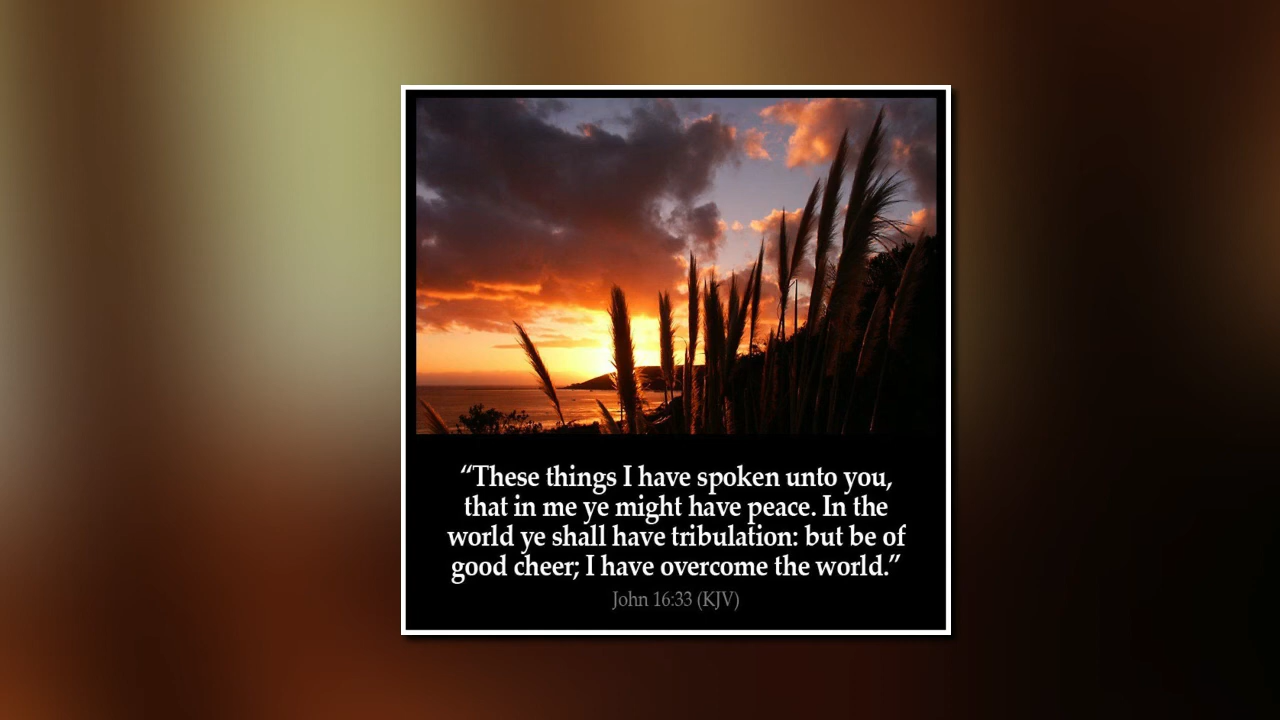 “These things I have spoken unto you,
that in me ye might have peace. In the
world ye shall have tribulation: but be of
good cheer; I have overcome the world.”
John 16:33 (KJV)